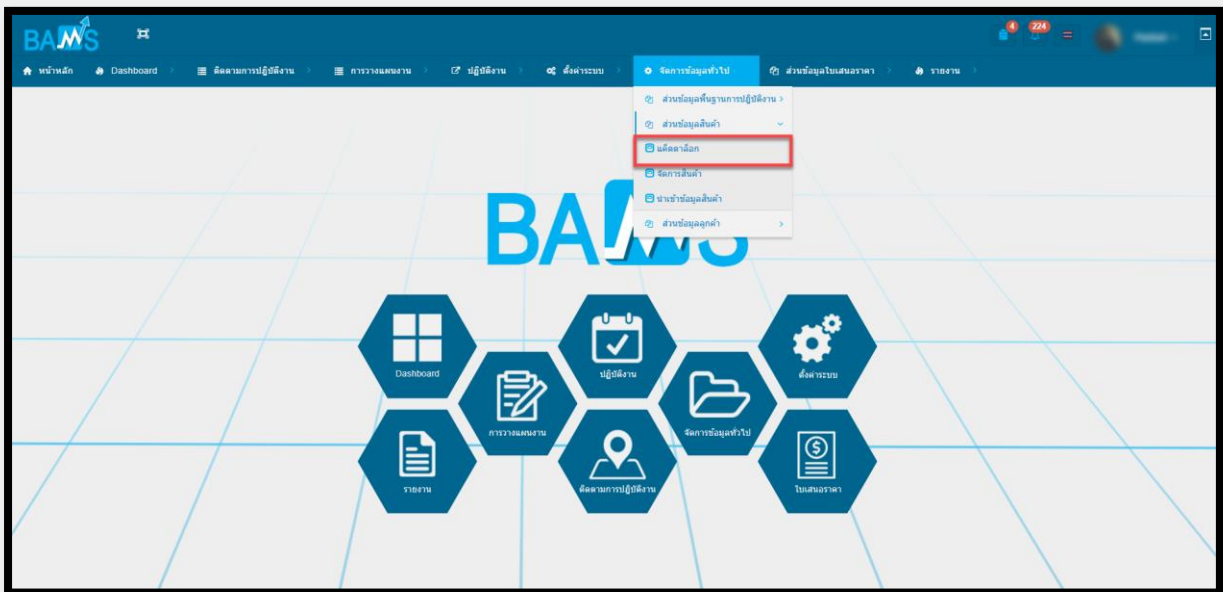 BAMS
4
224
หน้าหลัก
Dashboard
ติดตามการปฏิบัติงาน
การวางแผนงาน
ปฏิบัติงาน
ตั้งค่าระบบ
จัดการข้อมูลทั่วไป
ส่วนข้อมูลใบเสนอราคา
รายงาน
ส่วนข้อมูลพื้นฐานการปฏิบัติงาน
ส่วนข้อมูลสินค้า
แค็ตตาล็อก
จัดการสินค้า
นำเข้าข้อมูลสินค้า
ส่วนข้อมูลลูกค้า
BAMS
Dashboard
ปฏิบัติงาน
ตั้งค่าระบบ
การวางแผนงาน
จัดการข้อมูลทั่วไป
รายงาน
ติดตามการปฏิบัติงาน
ใบเสนอราคา